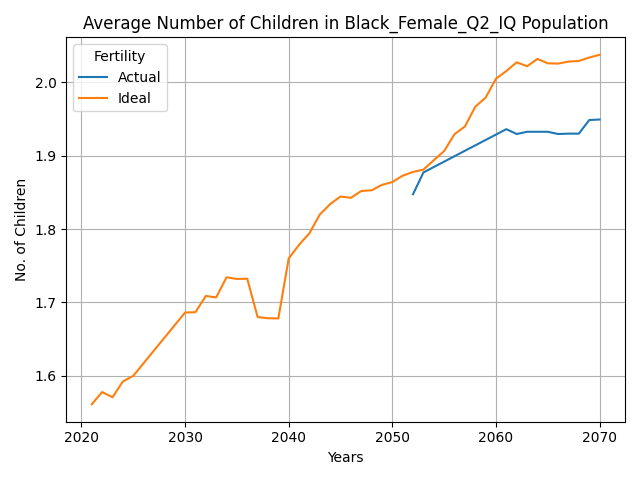 Average Number of Children in Black_Female_Q2_IQ Population
Fertility
Actual
Ideal
No. of Children
2.0
1.9
1.8
1.7
1.6
2020 2030 2040 2050 2060 2070
Years